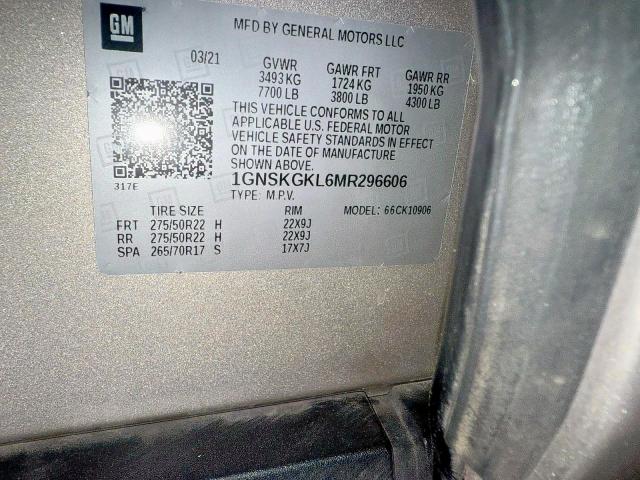 GM
MFD BY GENERAL MOTORS LLC
03/21 GVWR GAWR FRT GAWR RR
3493 KG 1724 KG 1950 KG
7700 LB 3800 LB 4300 LB
THIS VEHICLE CONFORMS TO ALL
APPLICABLE U.S. FEDERAL MOTOR
VEHICLE SAFETY STANDARDS IN EFFECT
ON THE DATE OF MANUFACTURE
SHOWN ABOVE.
317E 1GNSKGKL6MR296606
TYPE: M.P.V.
TIRE SIZE RIM MODEL: 66CK10906
FRT 275/50R22 H 22X9J
RR 275/50R22 H 22X9J
SPA 265/70R17 S 17X7J